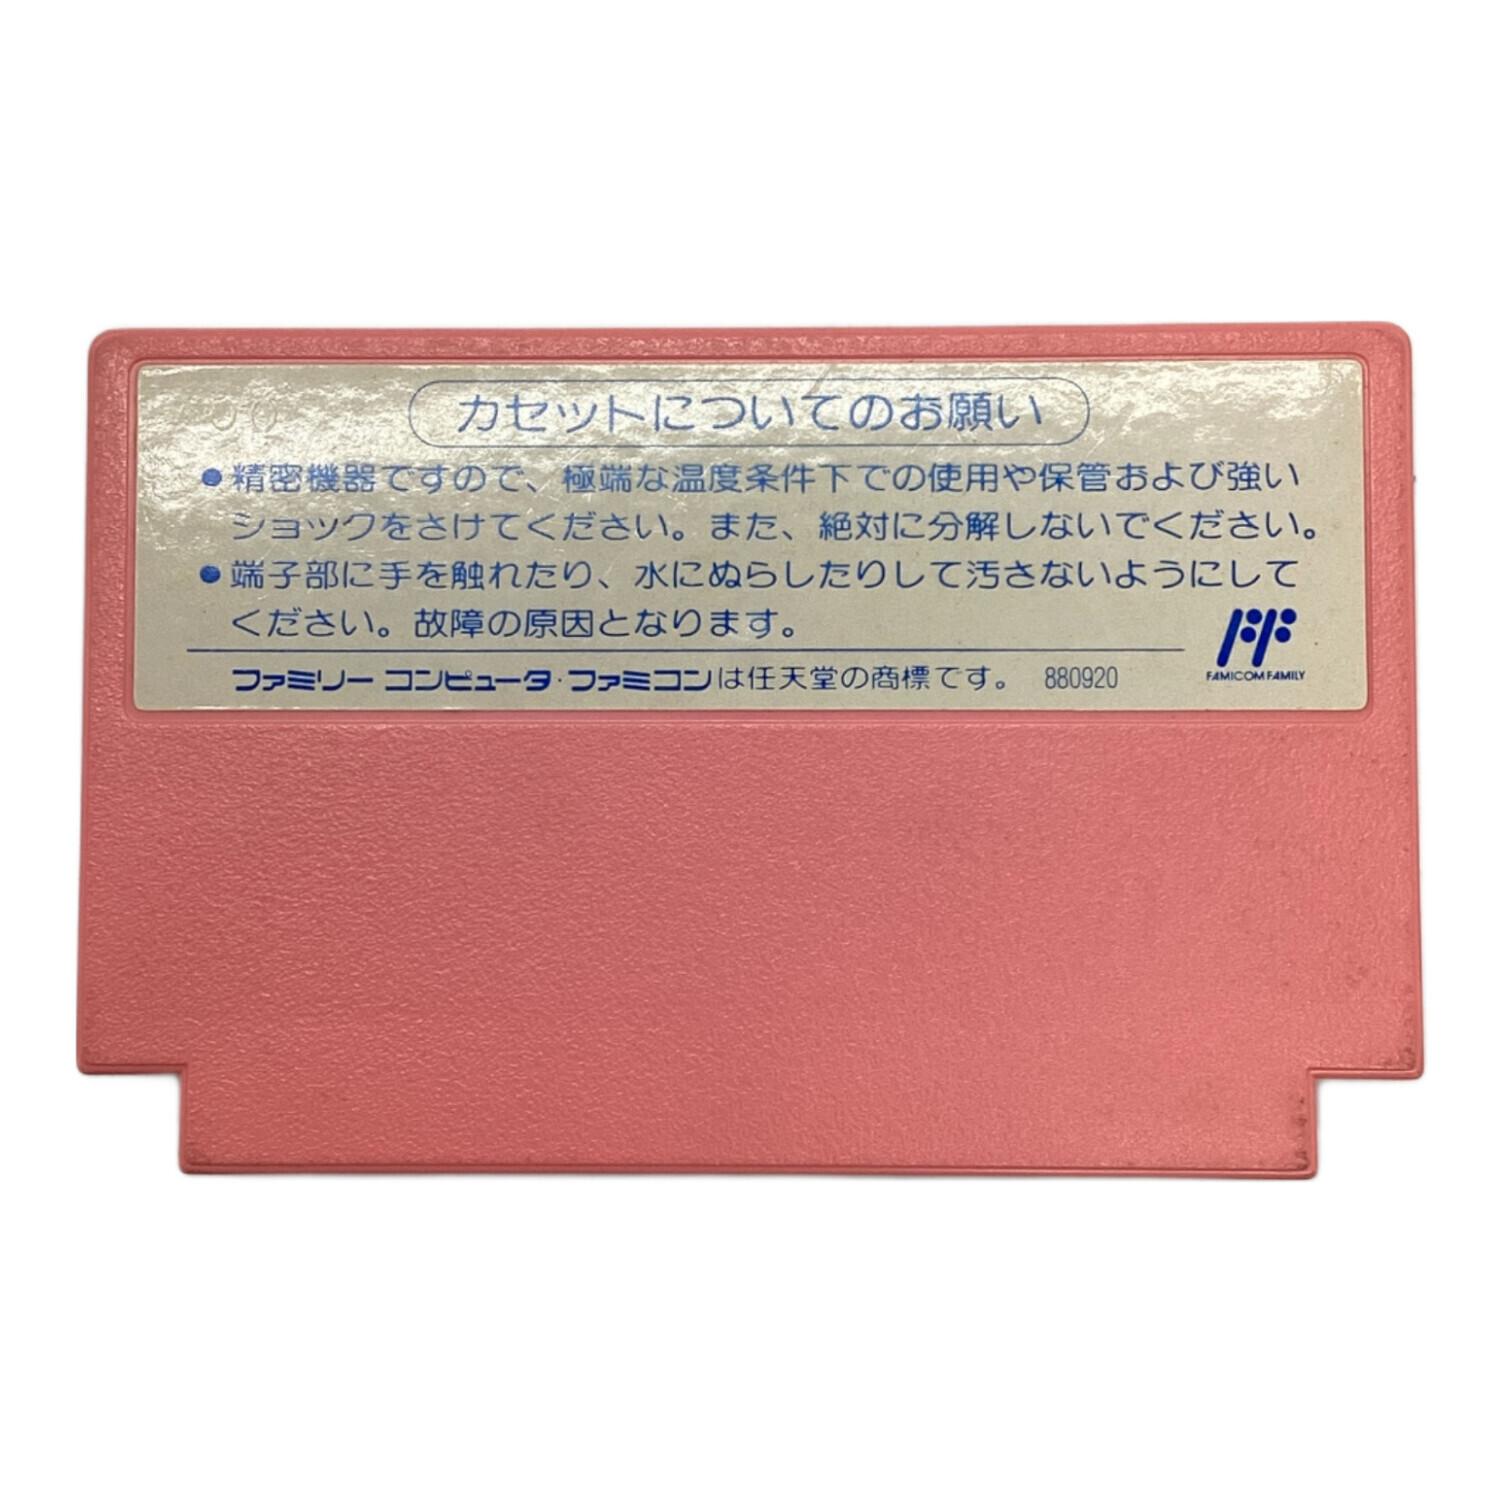 カセットについてのお願い
●精密機器ですので、極端な温度条件下での使用や保管および強い
ショックをさけてください。また、絶対に分解しないでください。
●端子部に手を触れたり、水にぬらしたりして汚さないようにして
ください。故障の原因となります。
ファミリー コンピュータ・ファミコンは任天堂の商標です。 880920
FAMICOM FAMILY